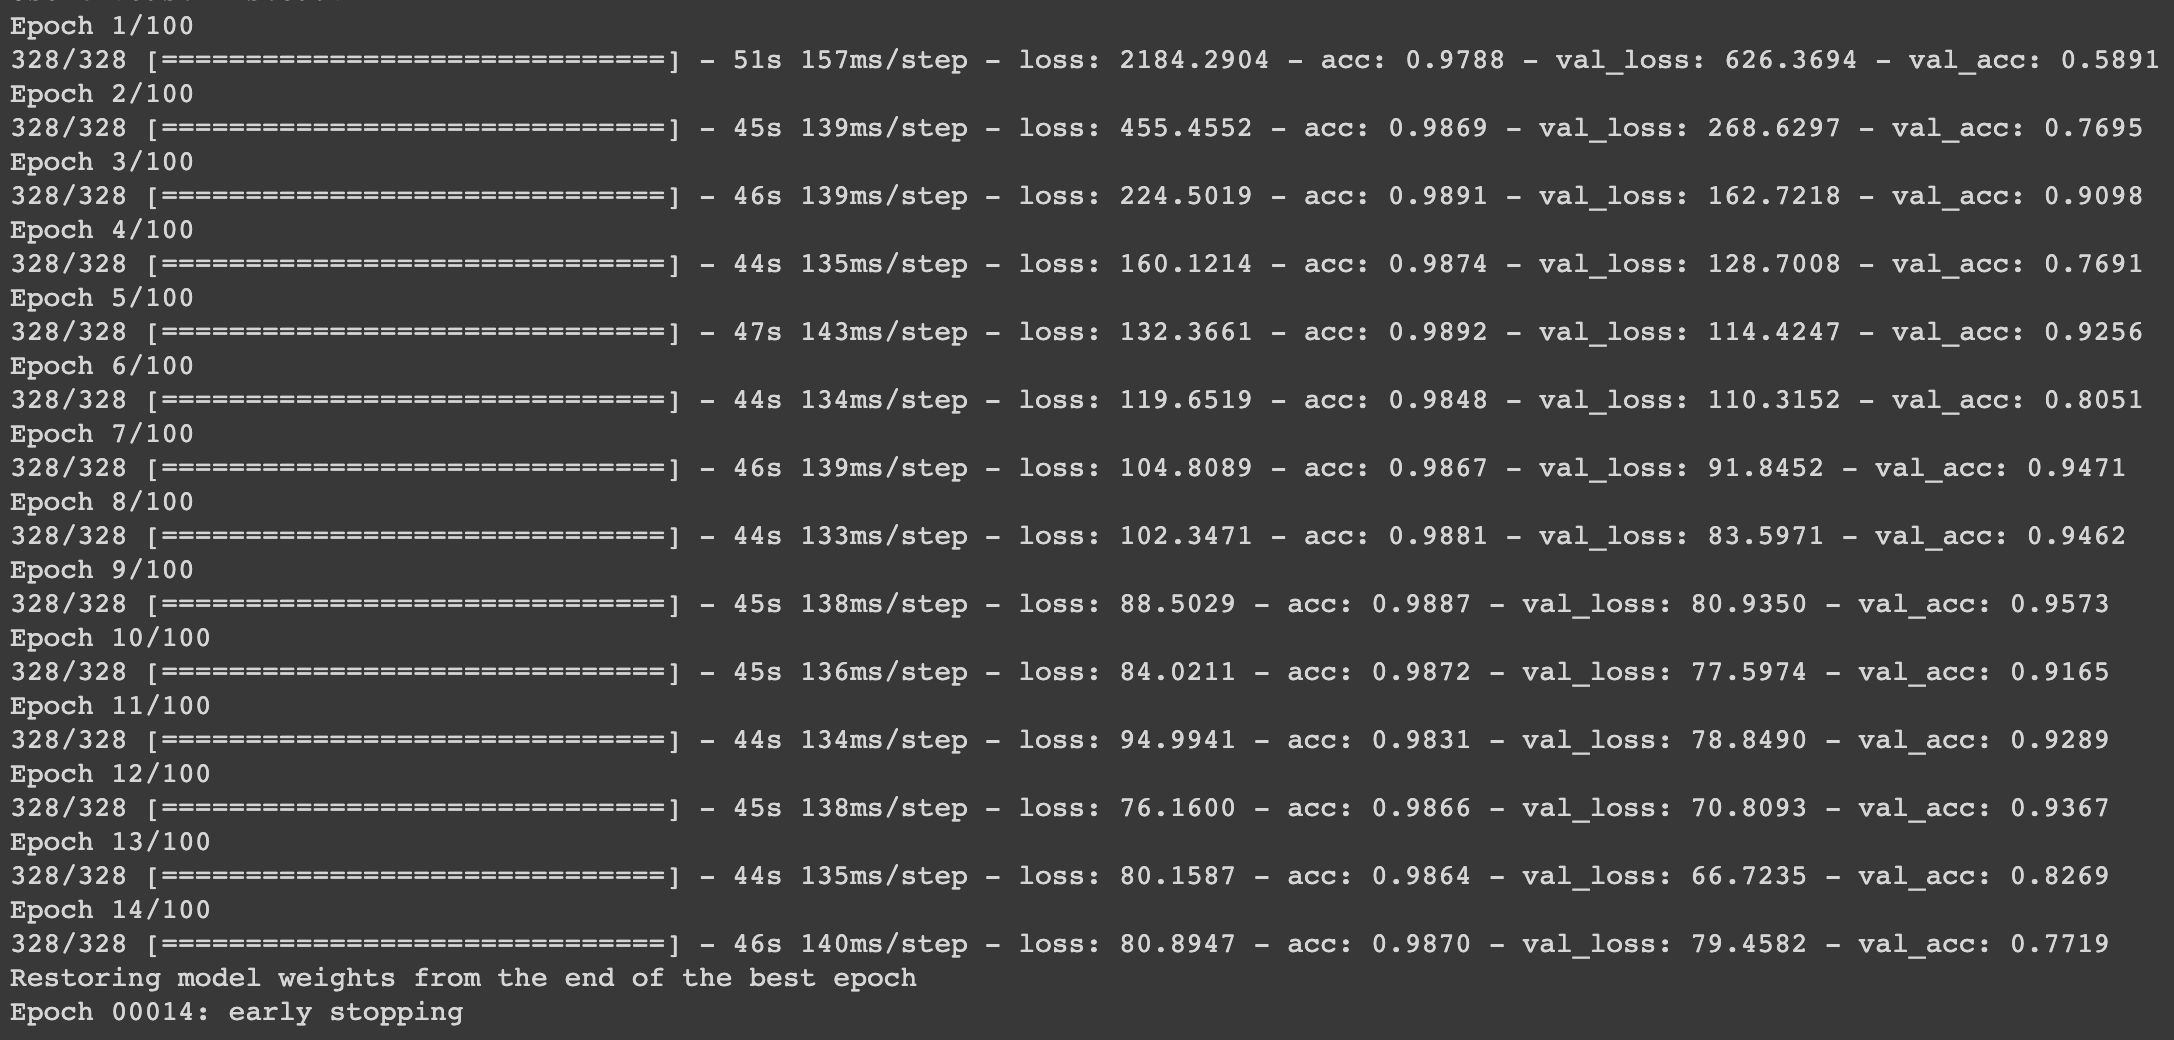 Epoch 1/100
328/328 [==============================] - 51s 157ms/step - loss: 2184.2904 - acc: 0.9788 - val_loss: 626.3694 - val_acc: 0.5891
Epoch 2/100
328/328 [==============================] - 45s 139ms/step - loss: 455.4552 - acc: 0.9869 - val_loss: 268.6297 - val_acc: 0.7695
Epoch 3/100
328/328 [==============================] - 46s 139ms/step - loss: 224.5019 - acc: 0.9891 - val_loss: 162.7218 - val_acc: 0.9098
Epoch 4/100
328/328 [==============================] - 44s 135ms/step - loss: 160.1214 - acc: 0.9874 - val_loss: 128.7008 - val_acc: 0.7691
Epoch 5/100
328/328 [==============================] - 47s 143ms/step - loss: 132.3661 - acc: 0.9892 - val_loss: 114.4247 - val_acc: 0.9256
Epoch 6/100
328/328 [==============================] - 44s 134ms/step - loss: 119.6519 - acc: 0.9848 - val_loss: 110.3152 - val_acc: 0.8051
Epoch 7/100
328/328 [==============================] - 46s 139ms/step - loss: 104.8089 - acc: 0.9867 - val_loss: 91.8452 - val_acc: 0.9471
Epoch 8/100
328/328 [==============================] - 44s 133ms/step - loss: 102.3471 - acc: 0.9881 - val_loss: 83.5971 - val_acc: 0.9462
Epoch 9/100
328/328 [==============================] - 45s 138ms/step - loss: 88.5029 - acc: 0.9887 - val_loss: 80.9350 - val_acc: 0.9573
Epoch 10/100
328/328 [==============================] - 45s 136ms/step - loss: 84.0211 - acc: 0.9872 - val_loss: 77.5974 - val_acc: 0.9165
Epoch 11/100
328/328 [==============================] - 44s 134ms/step - loss: 94.9941 - acc: 0.9831 - val_loss: 78.8490 - val_acc: 0.9289
Epoch 12/100
328/328 [==============================] - 45s 138ms/step - loss: 76.1600 - acc: 0.9866 - val_loss: 70.8093 - val_acc: 0.9367
Epoch 13/100
328/328 [==============================] - 44s 135ms/step - loss: 80.1587 - acc: 0.9864 - val_loss: 66.7235 - val_acc: 0.8269
Epoch 14/100
328/328 [==============================] - 46s 140ms/step - loss: 80.8947 - acc: 0.9870 - val_loss: 79.4582 - val_acc: 0.7719
Restoring model weights from the end of the best epoch
Epoch 00014: early stopping